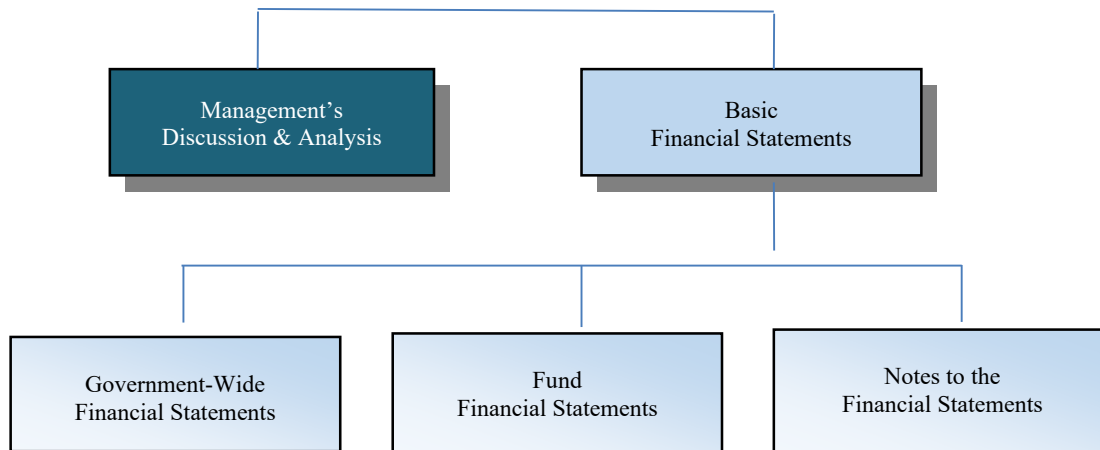 Management’s
Discussion & Analysis
Basic
Financial Statements
Government-Wide
Financial Statements
Fund
Financial Statements
Notes to the
Financial Statements